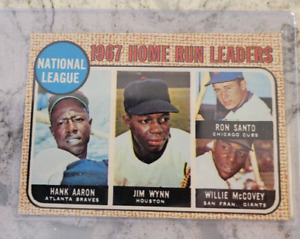 1967 HOME RUN LEADERS
NATIONAL
LEAGUE
RON SANTO
CHICAGO CUBS
HANK AARON
ATLANTA BRAVES
JIM WYNN
HOUSTON
WILLIE McCOVEY
SAN FRAN. GIANTS